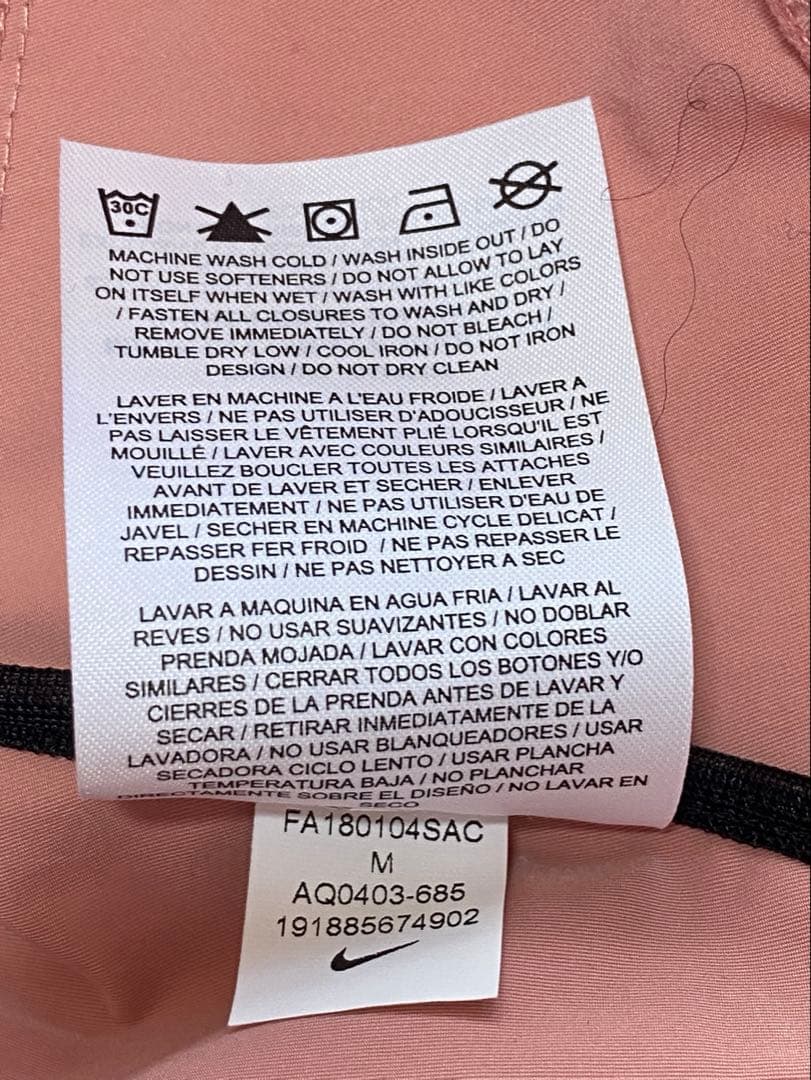 30C
MACHINE WASH COLD / WASH INSIDE OUT / DO
NOT USE SOFTENERS / DO NOT ALLOW TO LAY
ON ITSELF WHEN WET / WASH WITH LIKE COLORS
/ FASTEN ALL CLOSURES TO WASH AND DRY /
REMOVE IMMEDIATELY / DO NOT BLEACH /
TUMBLE DRY LOW / COOL IRON / DO NOT IRON
DESIGN / DO NOT DRY CLEAN
LAVER EN MACHINE A L'EAU FROIDE / LAVER A
L'ENVERS / NE PAS UTILISER D'ADOUCISSEUR / NE
PAS LAISSER LE VÊTEMENT PLIÉ LORSQU'IL EST
MOUILLÉ / LAVER AVEC COULEURS SIMILAIRES /
VEUILLEZ BOUCLER TOUTES LES ATTACHES
AVANT DE LAVER ET SECHER / ENLEVER
IMMEDIATEMENT / NE PAS UTILISER D'EAU DE
JAVEL / SECHER EN MACHINE CYCLE DELICAT /
REPASSER FER FROID / NE PAS REPASSER LE
DESSIN / NE PAS NETTOYER A SEC
LAVAR A MAQUINA EN AGUA FRIA / LAVAR AL
REVES / NO USAR SUAVIZANTES / NO DOBLAR
PRENDA MOJADA / LAVAR CON COLORES
SIMILARES / CERRAR TODOS LOS BOTONES Y/O
CIERRES DE LA PRENDA ANTES DE LAVAR Y
SECAR / RETIRAR INMEDIATAMENTE DE LA
LAVADORA / NO USAR BLANQUEADORES / USAR
SECADORA CICLO LENTO / USAR PLANCHA
TEMPERATURA BAJA / NO PLANCHAR
DIRECTAMENTE SOBRE EL DISEÑO / NO LAVAR EN
SECO
FA180104SAC
M
AQ0403-685
191885674902